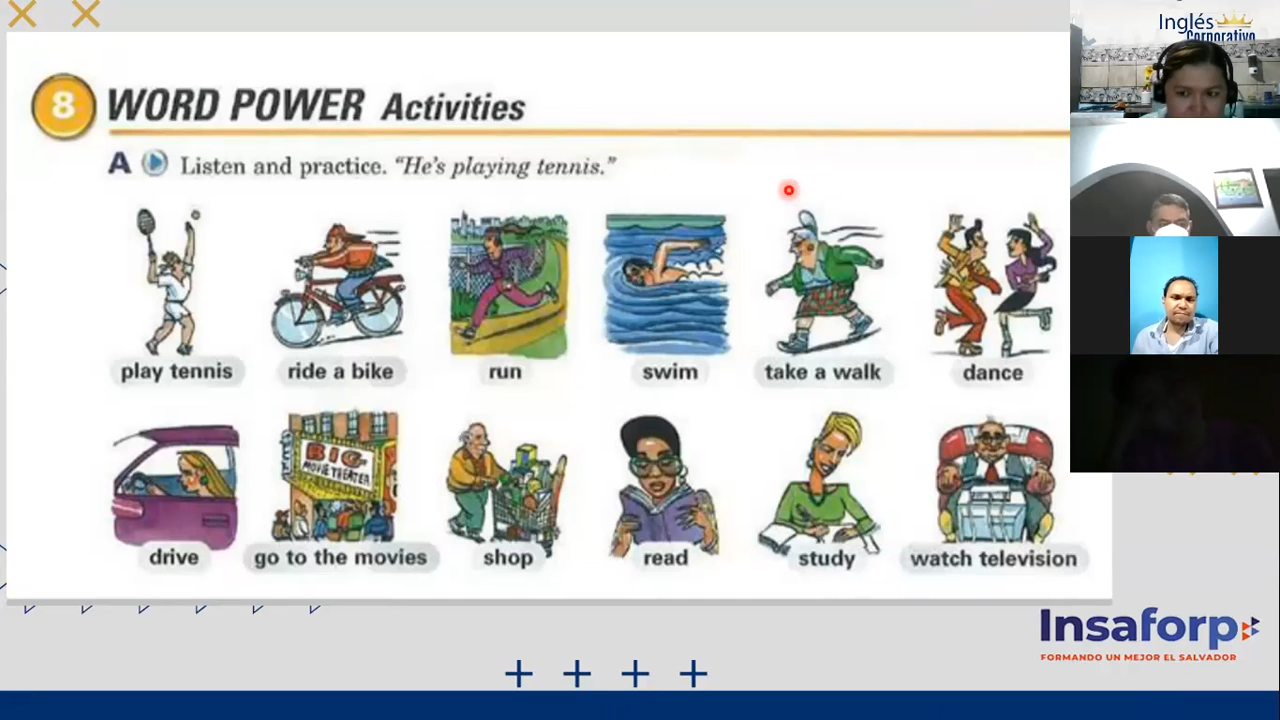 Inglés
Corporativo
8 WORD POWER Activities
A Listen and practice. “He’s playing tennis.”
play tennis
ride a bike
run
swim
take a walk
dance
BIG
MOVIE THEATER
drive
go to the movies
shop
read
study
watch television
Insaforp
FORMANDO UN MEJOR EL SALVADOR